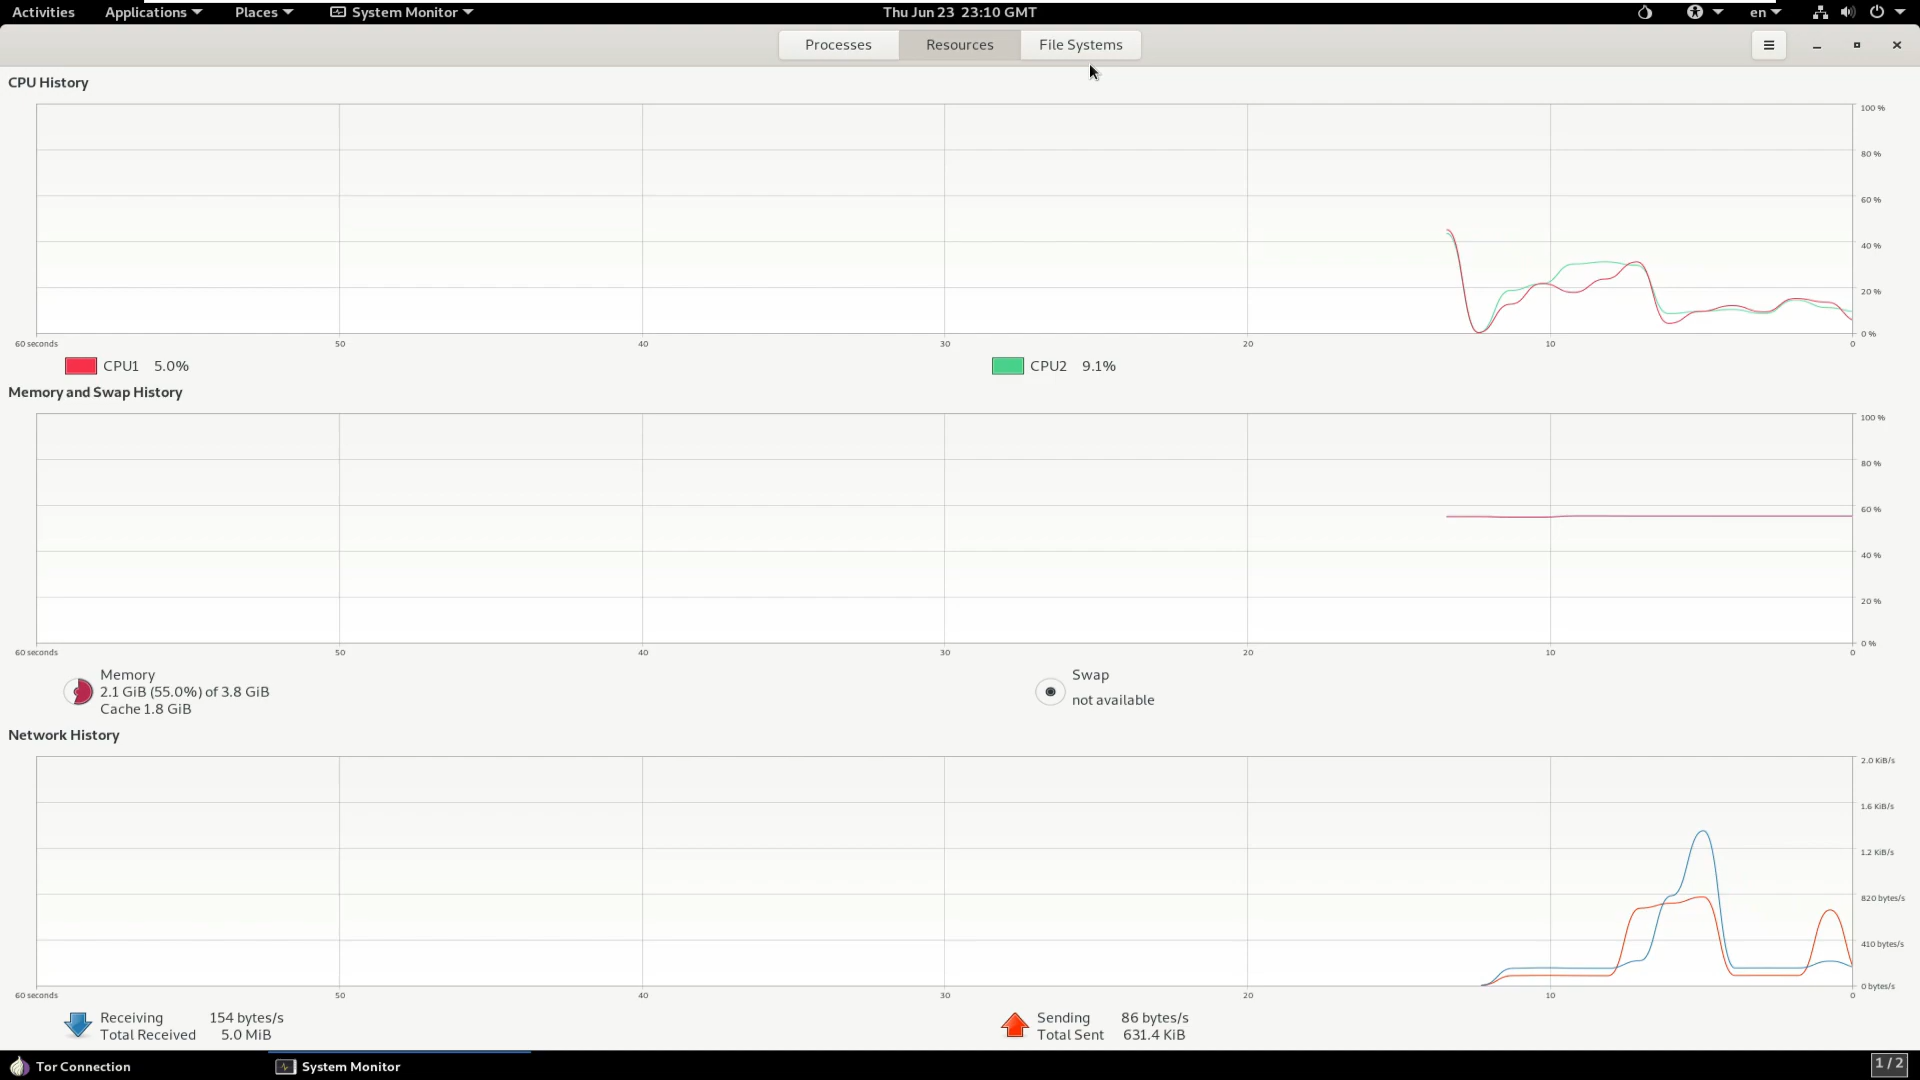 Activities Applications Places System Monitor Thu Jun 23 23:10 GMT en
Processes Resources File Systems
CPU History
100 %
80 %
60 %
40 %
20 %
0 %
60 seconds 50 40 30 20 10 0
CPU1 5.0% CPU2 9.1%
Memory and Swap History
100 %
80 %
60 %
40 %
20 %
0 %
60 seconds 50 40 30 20 10 0
Memory
2.1 GiB (55.0%) of 3.8 GiB
Cache 1.8 GiB
Swap
not available
Network History
2.0 KiB/s
1.6 KiB/s
1.2 KiB/s
820 bytes/s
410 bytes/s
0 bytes/s
60 seconds 50 40 30 20 10 0
Receiving 154 bytes/s
Total Received 5.0 MiB
Sending 86 bytes/s
Total Sent 631.4 KiB
Tor Connection System Monitor 1 / 2